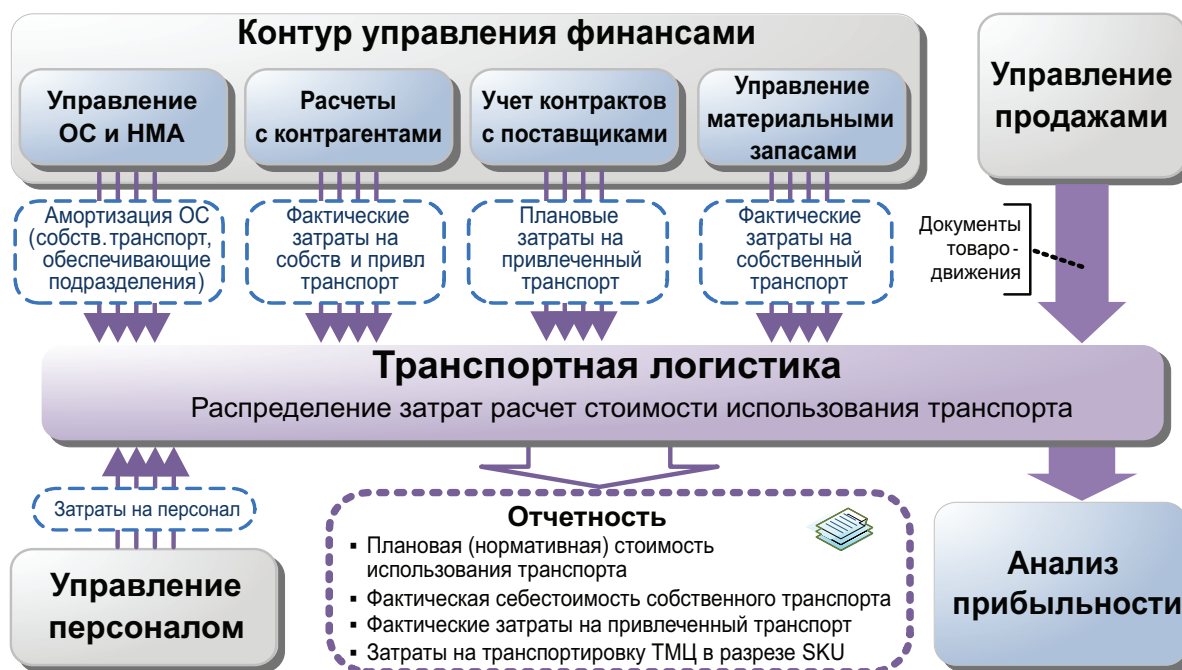 Контур управления финансами
Управление
ОС и НМА
Расчеты
с контрагентами
Учет контрактов
с поставщиками
Управление
материальными
запасами
Управление
продажами
Амортизация ОС
(собств.транспорт,
обеспечивающие
подразделения)
Фактические
затраты на
собств и привл
транспорт
Плановые
затраты на
привлеченный
транспорт
Фактические
затраты на
собственный
транспорт
Документы
товаро-
движения
Транспортная логистика
Распределение затрат расчет стоимости использования транспорта
Затраты на персонал
Управление
персоналом
Отчетность
▪ Плановая (нормативная) стоимость
использования транспорта
▪ Фактическая себестоимость собственного транспорта
▪ Фактические затраты на привлеченный транспорт
▪ Затраты на транспортировку ТМЦ в разрезе SKU
Анализ
прибыльности